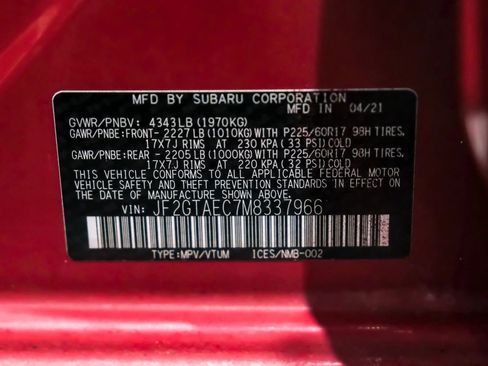 MFD BY SUBARU CORPORATION
MFD IN 04/21
GVWR/PNBV: 4343LB(1970KG)
GAWR/PNBE:FRONT- 2227LB(1010KG)WITH P225/60R17 98H TIRES.
17X7J RIMS AT 230 KPA (33 PSI)COLD
GAWR/PNBE:REAR - 2205LB(1000KG)WITH P225/60R17 98H TIRES.
17X7J RIMS AT 220 KPA (32 PSI)COLD
THIS VEHICLE CONFORMS TO ALL APPLICABLE FEDERAL MOTOR
VEHICLE SAFETY AND THEFT PREVENTION STANDARDS IN EFFECT ON
THE DATE OF MANUFACTURE SHOWN ABOVE.
VIN: JF2GTAEC7M8337966
TYPE:MPV/VTUM ICES/NMB-002